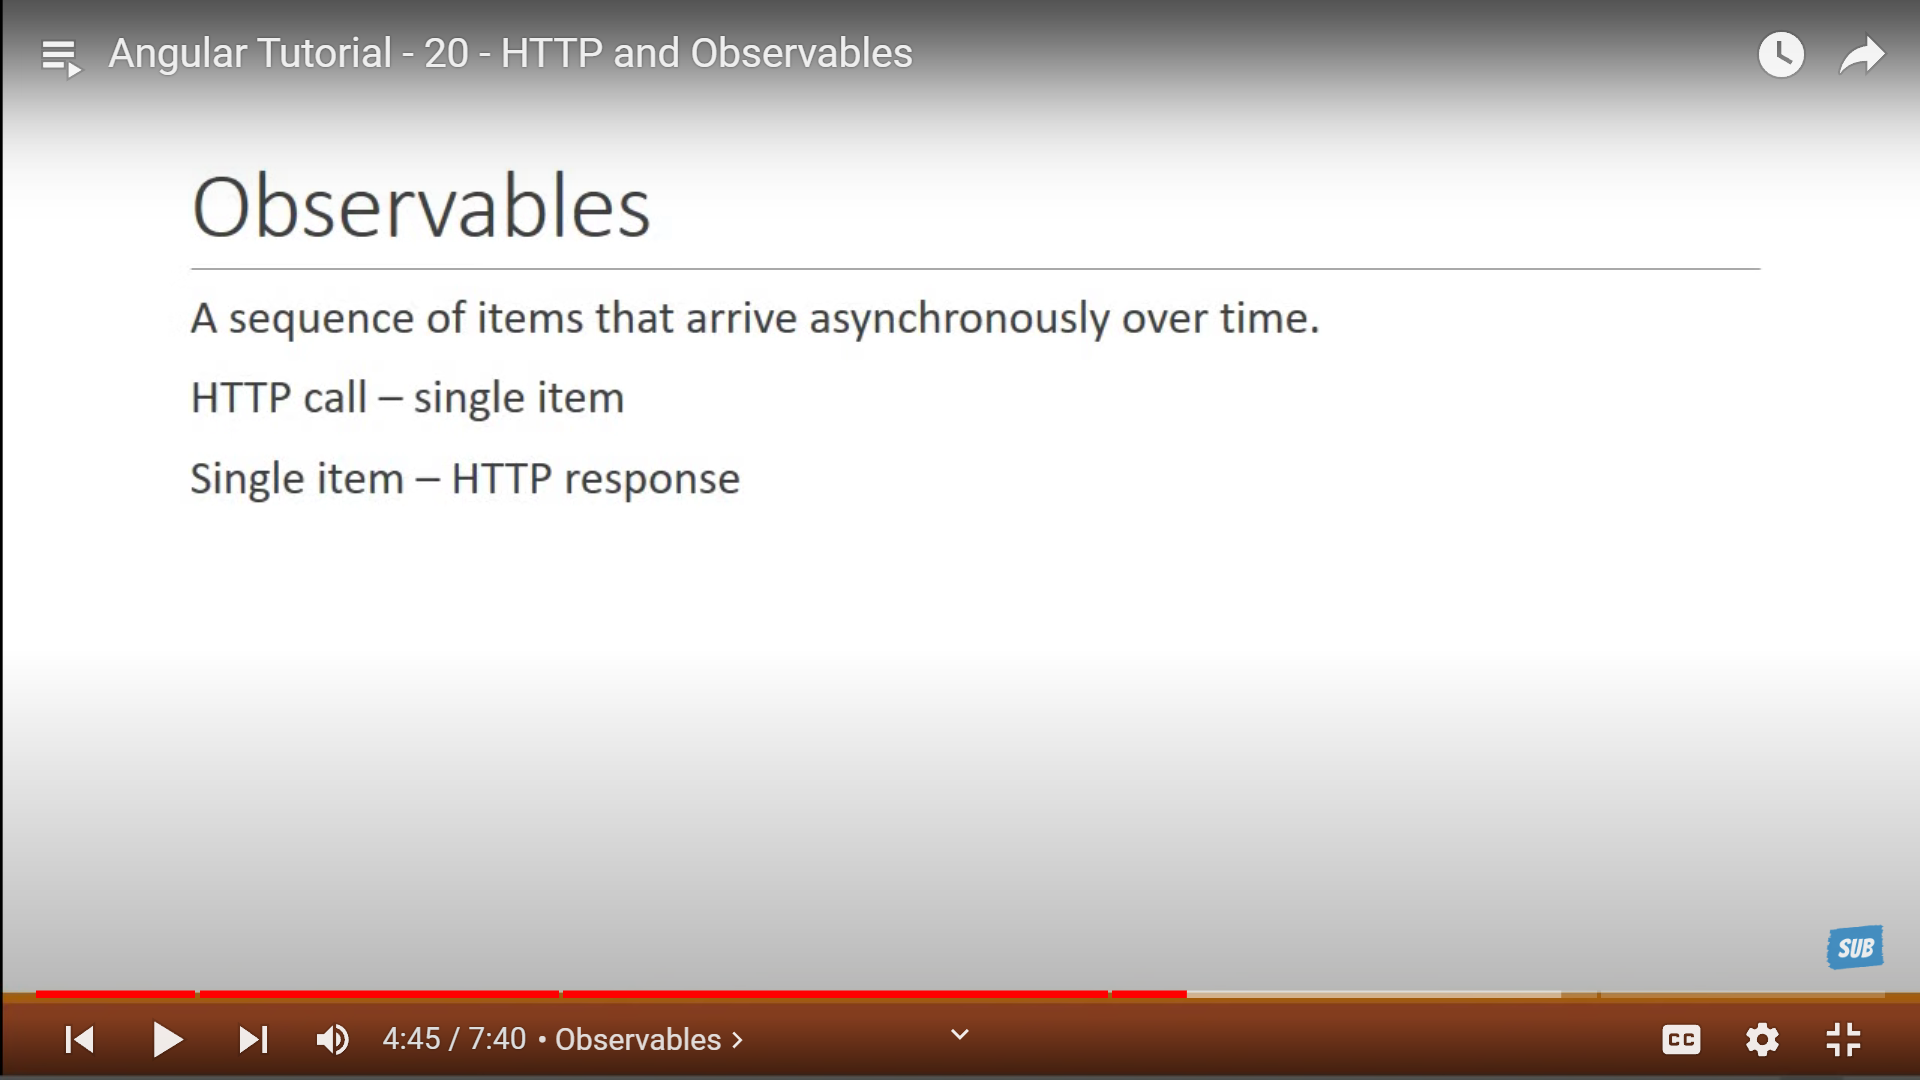 Angular Tutorial - 20 - HTTP and Observables
Observables
A sequence of items that arrive asynchronously over time.
HTTP call – single item
Single item – HTTP response
SUB
4:45 / 7:40 • Observables >
CC